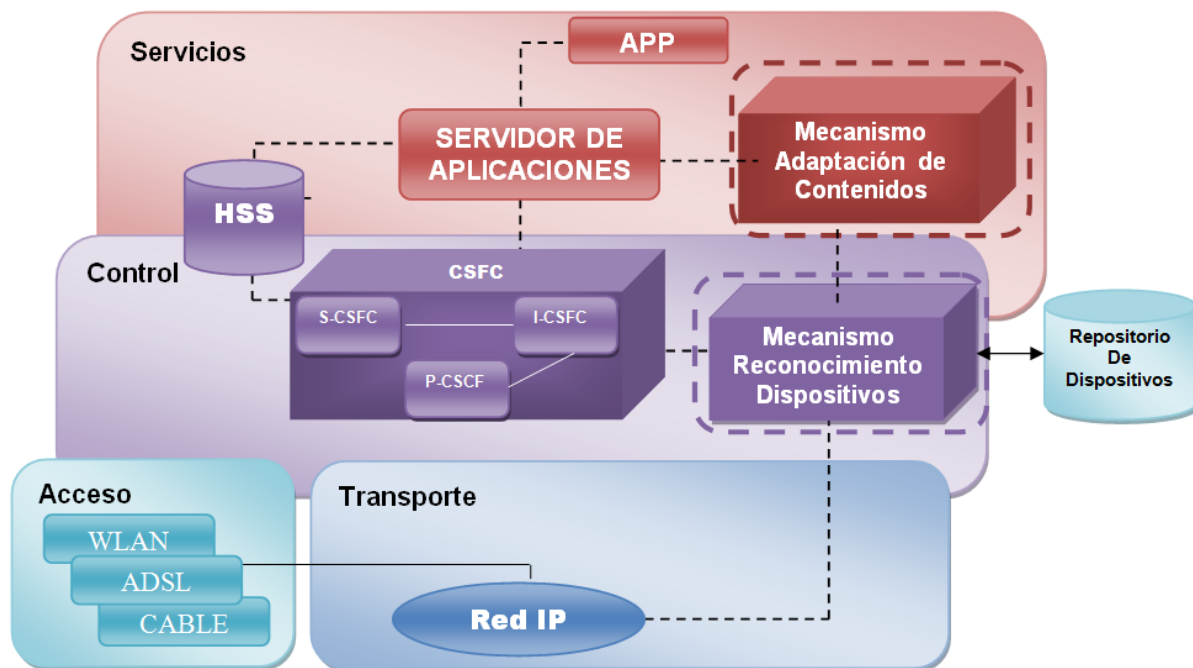 Servicios
APP
SERVIDOR DE
APLICACIONES
Mecanismo
Adaptación de
Contenidos
HSS
Control
CSFC
S-CSFC
I-CSFC
P-CSCF
Mecanismo
Reconocimiento
Dispositivos
Repositorio
De
Dispositivos
Acceso
WLAN
ADSL
CABLE
Transporte
Red IP